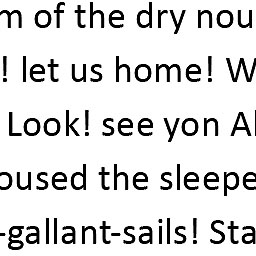 m of the dry nou
! let us home! W
Look! see yon Al
oused the sleepe
-gallant-sails! Sta